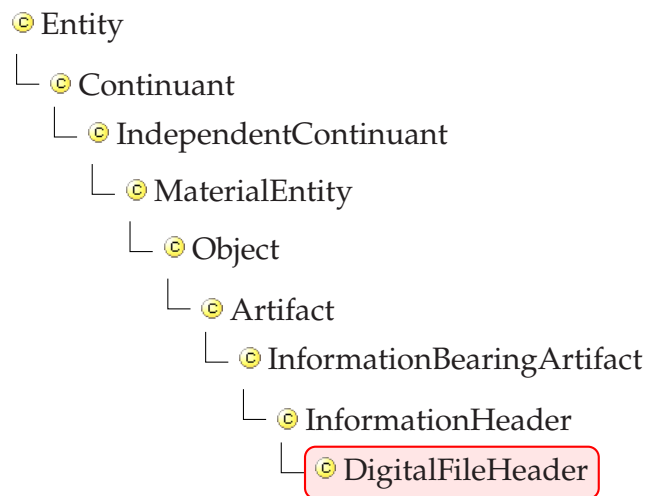 Entity
Continuant
IndependentContinuant
MaterialEntity
Object
Artifact
InformationBearingArtifact
InformationHeader
DigitalFileHeader